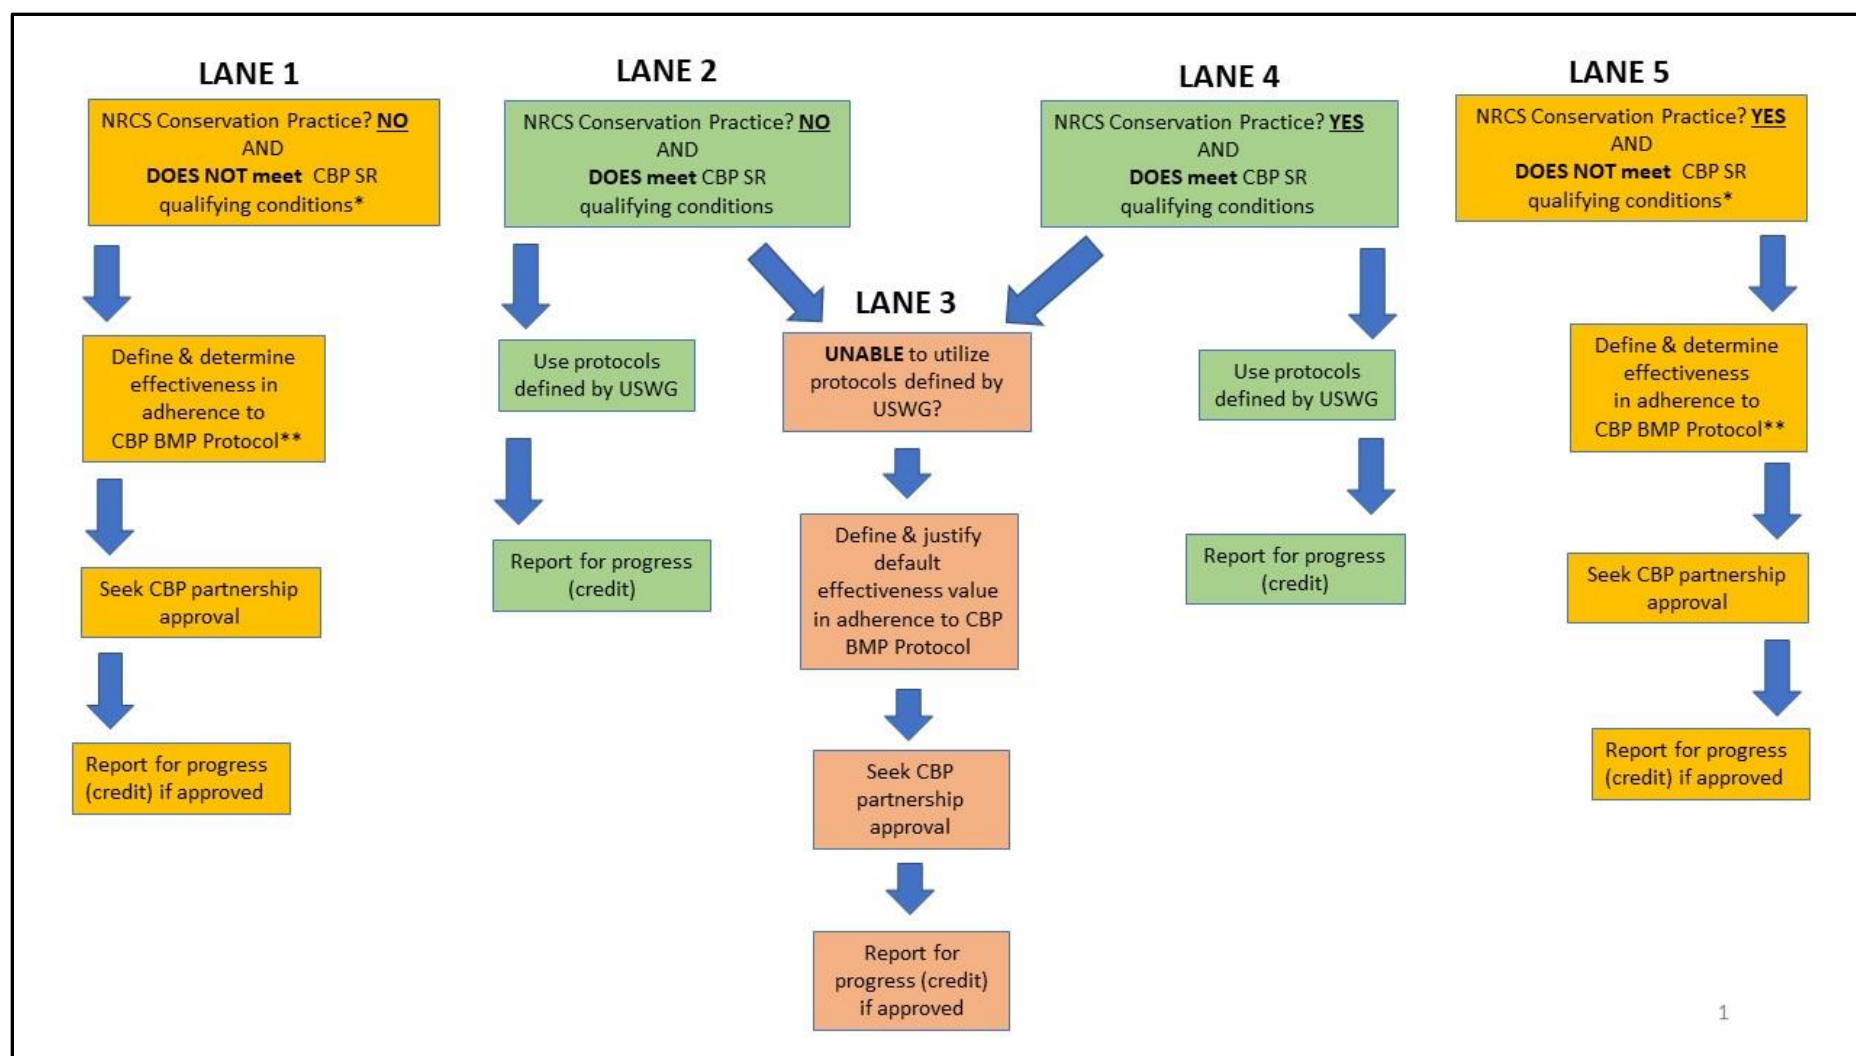 LANE 1
NRCS Conservation Practice? NO
AND
DOES NOT meet CBP SR
qualifying conditions*
Define & determine
effectiveness in
adherence to
CBP BMP Protocol**
Seek CBP partnership
approval
Report for progress
(credit) if approved
LANE 2
NRCS Conservation Practice? NO
AND
DOES meet CBP SR
qualifying conditions
Use protocols
defined by USWG
Report for progress
(credit)
LANE 3
UNABLE to utilize
protocols defined by
USWG?
Define & justify
default
effectiveness value
in adherence to CBP
BMP Protocol
Seek CBP
partnership
approval
Report for
progress (credit)
if approved
LANE 4
NRCS Conservation Practice? YES
AND
DOES meet CBP SR
qualifying conditions
Use protocols
defined by USWG
Report for progress
(credit)
LANE 5
NRCS Conservation Practice? YES
AND
DOES NOT meet CBP SR
qualifying conditions*
Define & determine
effectiveness
in adherence to
CBP BMP Protocol**
Seek CBP partnership
approval
Report for progress
(credit) if approved
1